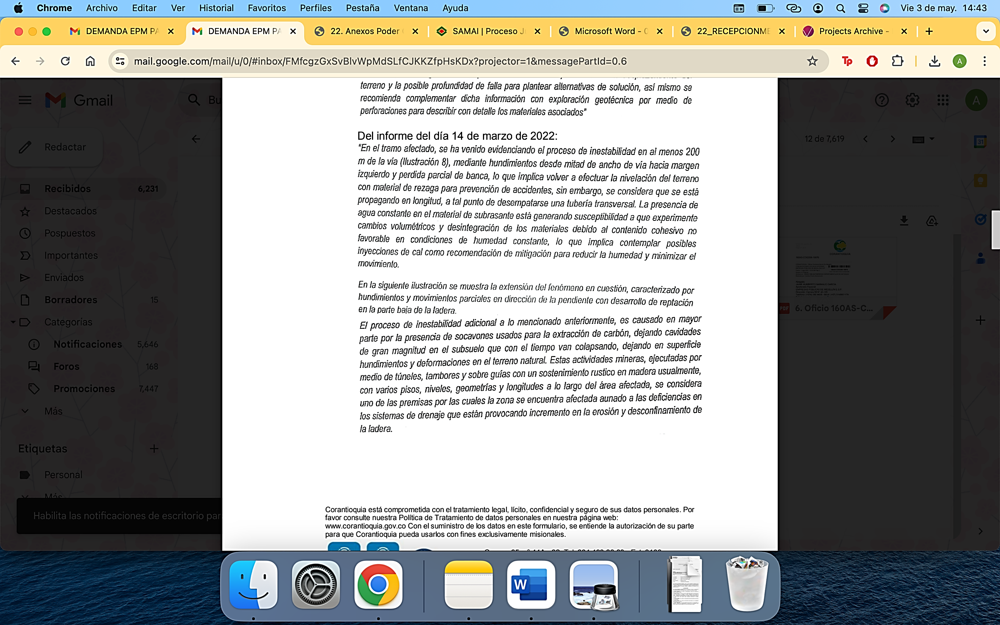 Chrome Archivo Editar Ver Historial Favoritos Perfiles Pestaña Ventana Ayuda Vie 3 de may. 14:43
DEMANDA EPM PA DEMANDA EPM PA 22. Anexos Poder SAMAI | Proceso J Microsoft Word - 0 22_RECEPCIONME Projects Archive -
mail.google.com/mail/u/0/#inbox/FMfcgzGxSvBlvWpMdSLfCJKKZfpHsKDx?projector=1&messagePartId=0.6 Tp A
Gmail Bu A
Redactar
12 de 7,619
Recibidos 6,231
Destacados
Pospuestos
Importantes
Enviados
Borradores 15
Categorías
Notificaciones 5,646
Foros 168
Promociones 7,447
Más
Etiquetas
Personal
Más
Habilita las notificaciones de escritorio par
terreno y la posible profundidad de falla para plantear alternativas de solución, así mismo se
recomienda complementar dicha información con exploración geotécnica por medio de
perforaciones para describir con detalle los materiales asociados"
Del informe del día 14 de marzo de 2022:
"En el tramo afectado, se ha venido evidenciando el proceso de inestabilidad en al menos 200
m de la vía (Ilustración 8), mediante hundimientos desde mitad de ancho de vía hacia margen
izquierdo y perdida parcial de banca, lo que implica volver a efectuar la nivelación del terreno
con material de rezaga para prevención de accidentes, sin embargo, se considera que se está
propagando en longitud, a tal punto de desempatarse una tubería transversal. La presencia de
agua constante en el material de subrasante está generando susceptibilidad a que experimente
cambios volumétricos y desintegración de los materiales debido al contenido cohesivo no
favorable en condiciones de humedad constante, lo que implica contemplar posibles
inyecciones de cal como recomendación de mitigación para reducir la humedad y minimizar el
movimiento.
En la siguiente ilustración se muestra la extensión del fenómeno en cuestión, caracterizado por
hundimientos y movimientos parciales en dirección de la pendiente con desarrollo de reptación
en la parte baja de la ladera.
El proceso de inestabilidad adicional a lo mencionado anteriormente, es causado en mayor
parte por la presencia de socavones usados para la extracción de carbón, dejando cavidades
de gran magnitud en el subsuelo que con el tiempo van colapsando, dejando en superficie
hundimientos y deformaciones en el terreno natural. Estas actividades mineras, ejecutadas por
medio de túneles, tambores y sobre guías con un sostenimiento rustico en madera usualmente,
con varios pisos, niveles, geometrías y longitudes a lo largo del área afectada, se considera
uno de las premisas por las cuales la zona se encuentra afectada aunado a las deficiencias en
los sistemas de drenaje que están provocando incremento en la erosión y desconfinamiento de
la ladera.
Corantioquia está comprometida con el tratamiento legal, lícito, confidencial y seguro de sus datos personales. Por
favor consulte nuestra Política de Tratamiento de datos personales en nuestra página web:
www.corantioquia.gov.co Con el suministro de los datos en este formulario, se entiende la autorización de su parte
para que Corantioquia pueda usarlos con fines exclusivamente misionales.
CORANTIOQUIA
PDF 6. Oficio 160AS-C...
31
W